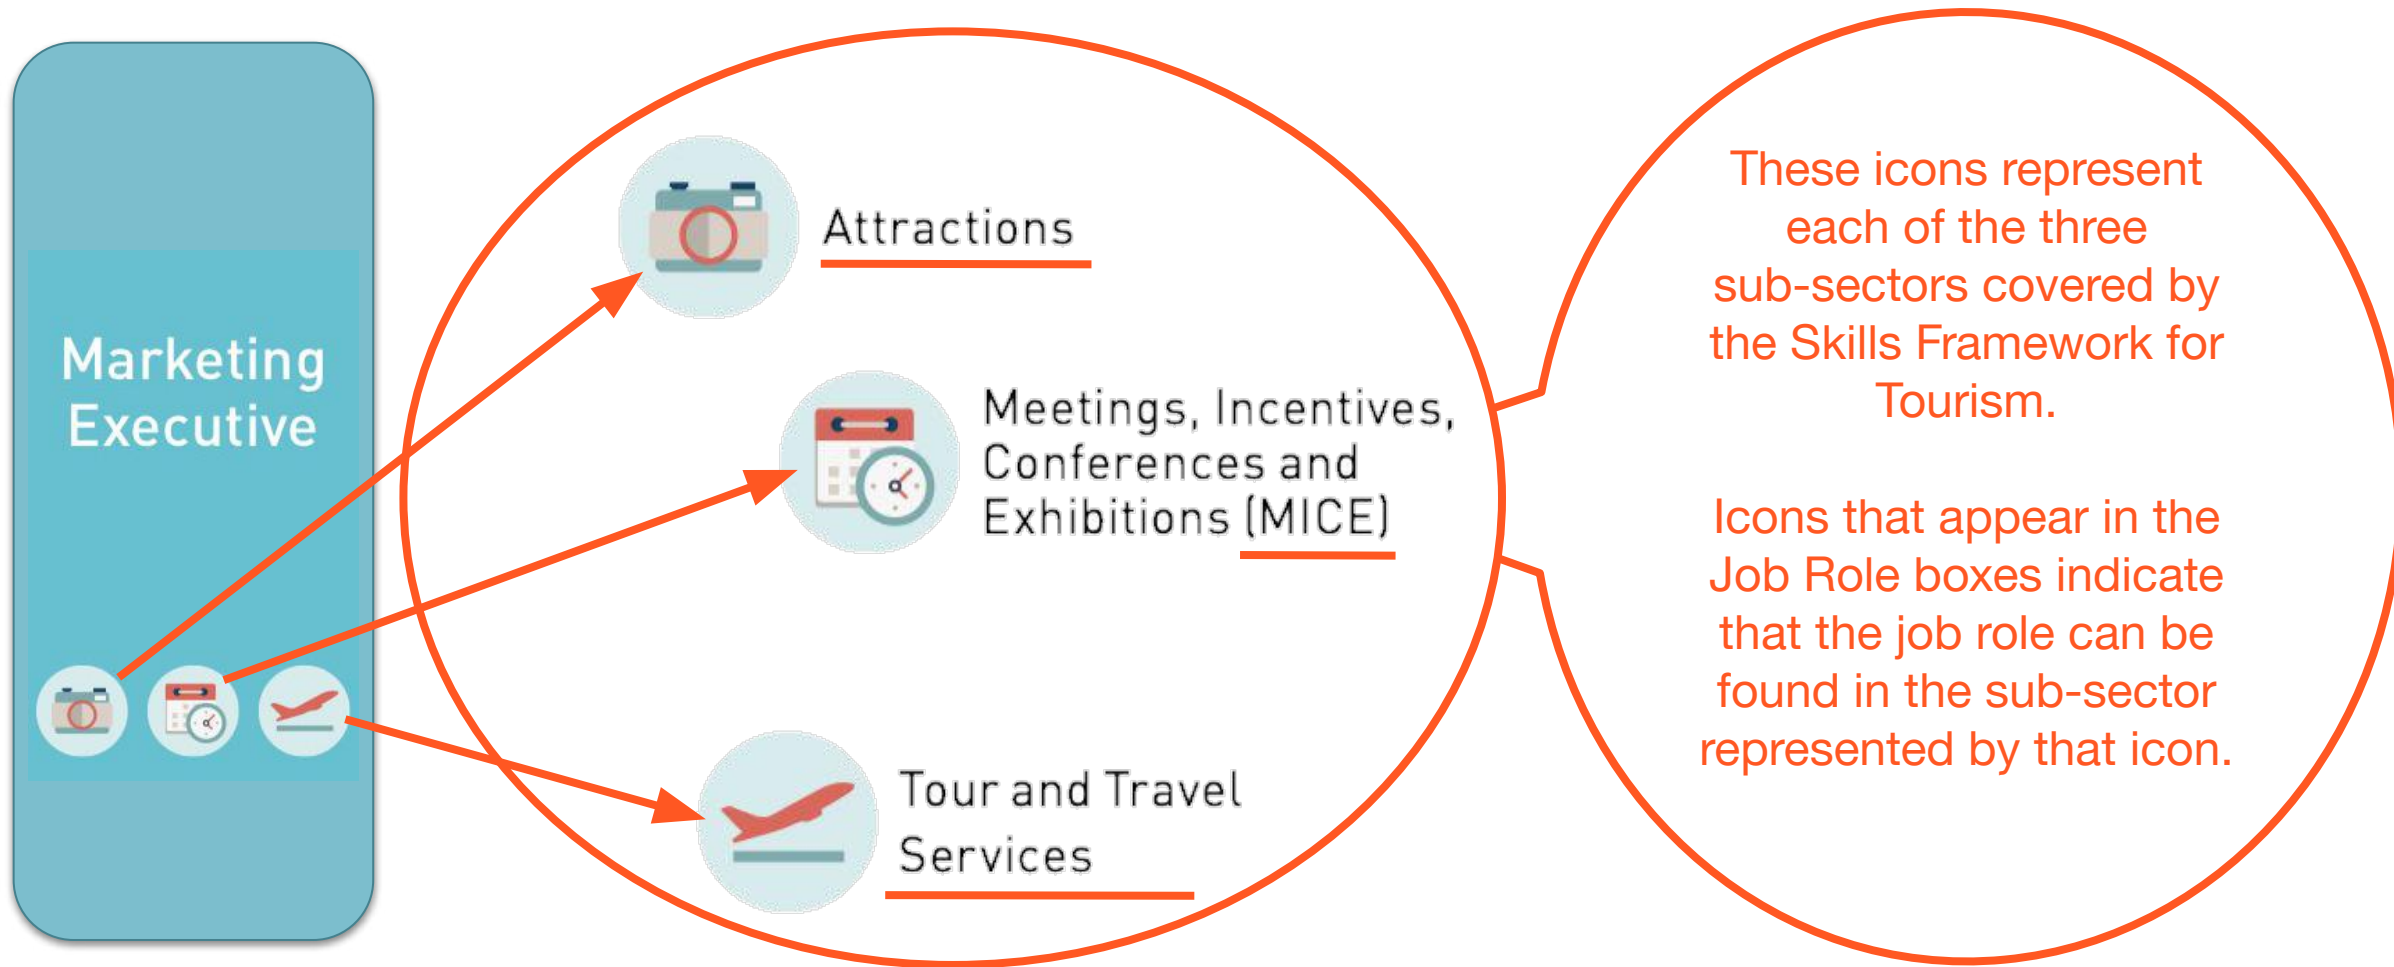 Marketing
Executive
Attractions
Meetings, Incentives,
Conferences and
Exhibitions (MICE)
Tour and Travel
Services
These icons represent
each of the three
sub-sectors covered by
the Skills Framework for
Tourism.
Icons that appear in the
Job Role boxes indicate
that the job role can be
found in the sub-sector
represented by that icon.